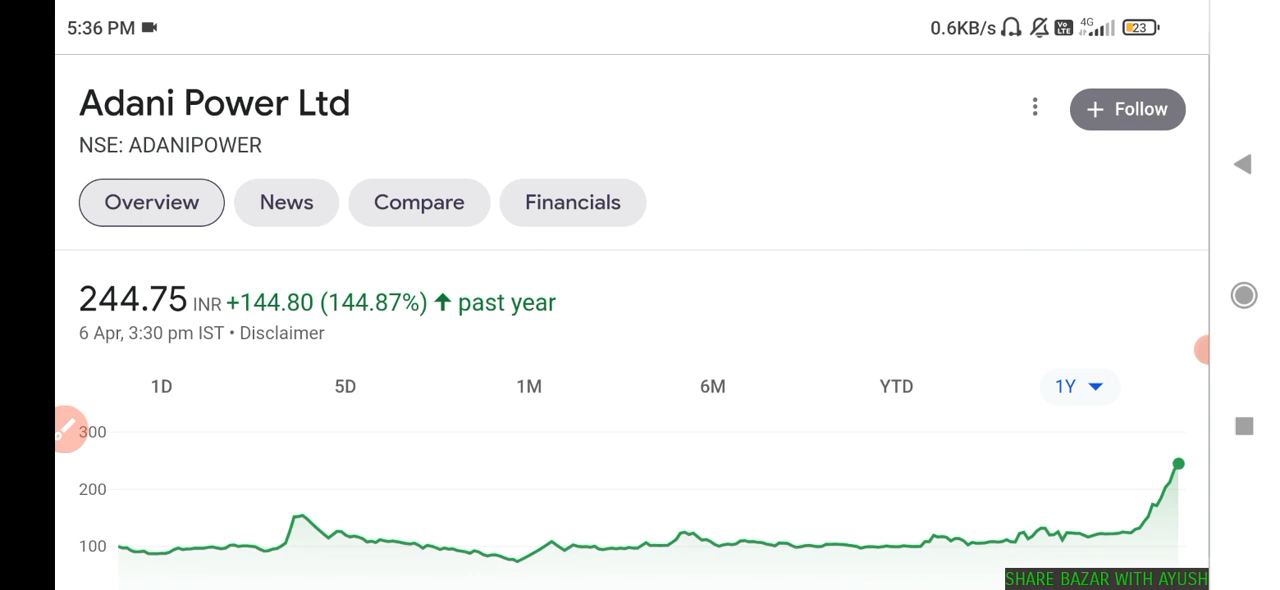 5:36 PM
0.6KB/s Vo LTE 4G 23
Adani Power Ltd
+ Follow
NSE: ADANIPOWER
Overview News Compare Financials
244.75 INR +144.80 (144.87%) ↑ past year
6 Apr, 3:30 pm IST • Disclaimer
1D 5D 1M 6M YTD 1Y
300
200
100
SHARE BAZAR WITH AYUSH